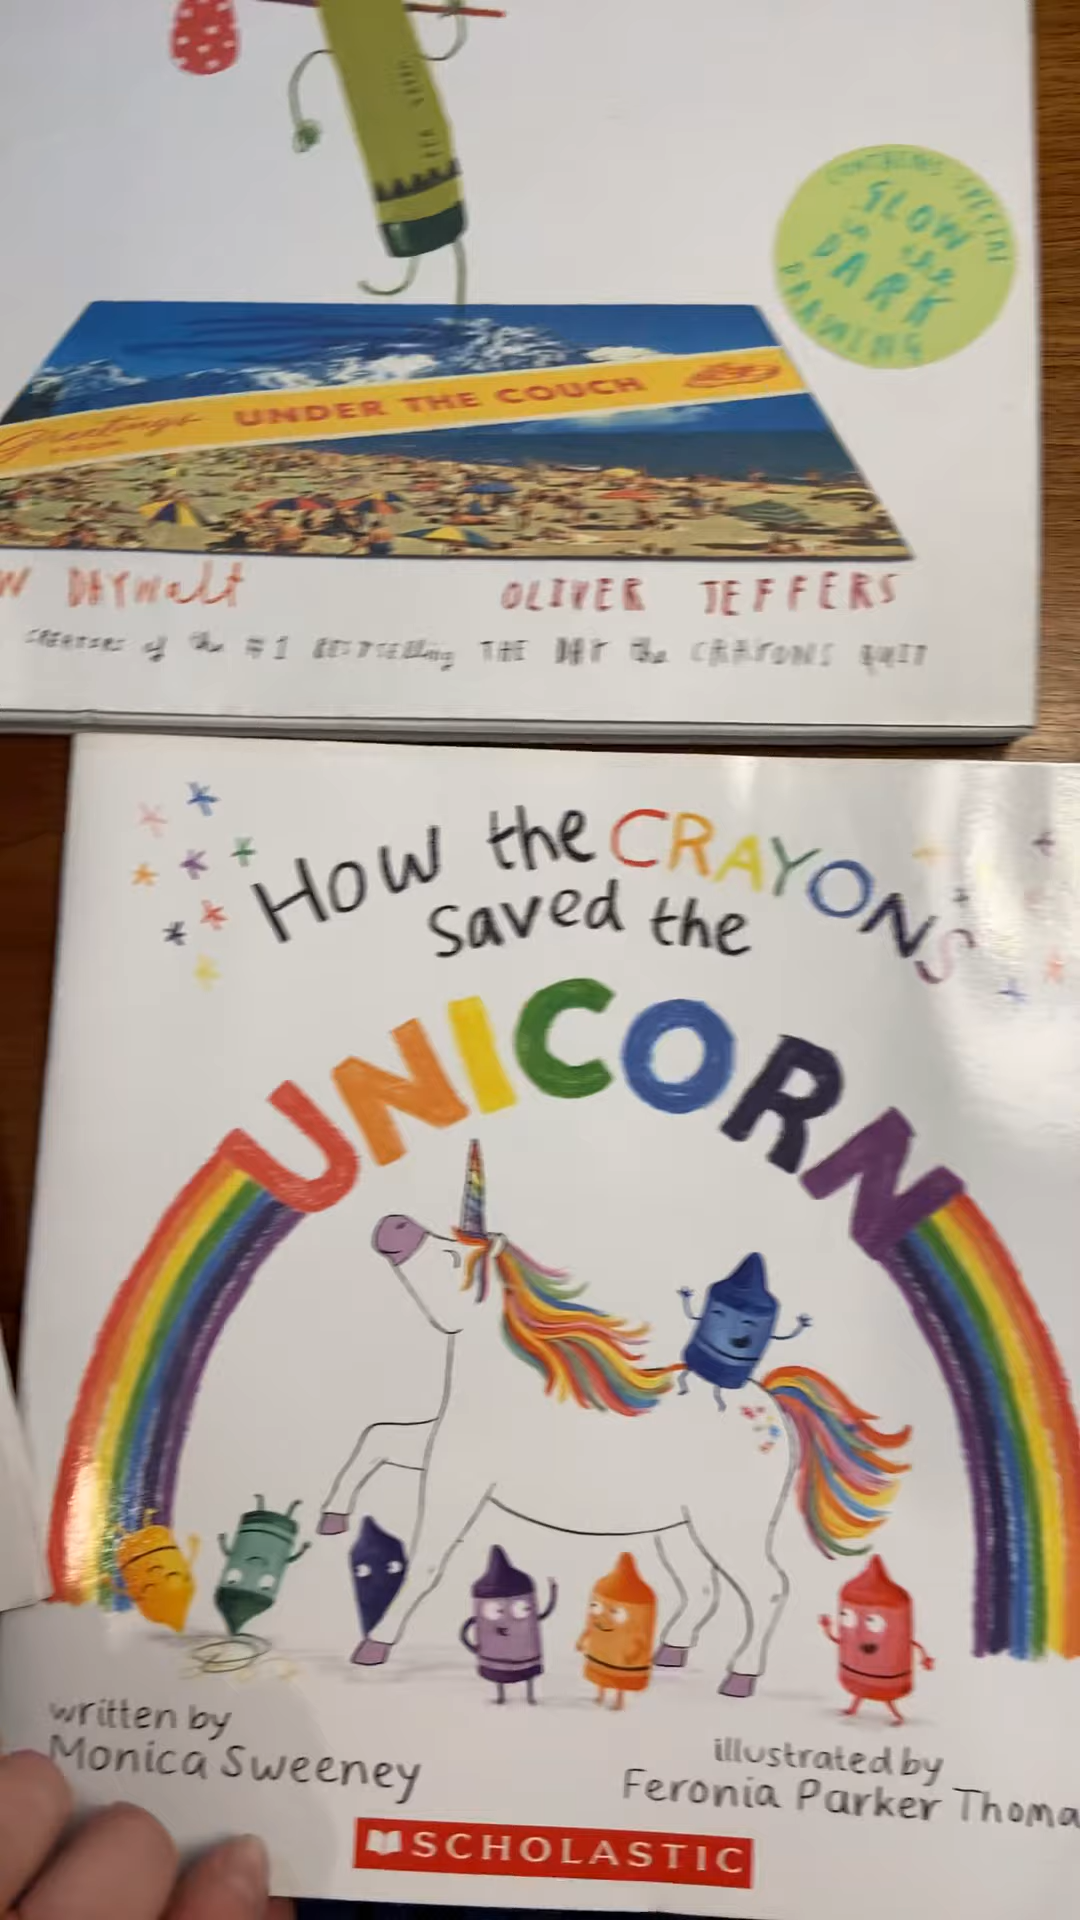 CONTAINS SPECIAL
GLOW
in the
DARK
DRAWING
Greetings
FROM
UNDER THE COUCH
W DAYWalt
OLIVER JEFFERS
CREATORS of the #1 BESTSElling THE DAY the CRAYONS QUIT
How the CRAYONS
saved the
UNICORN
written by
Monica Sweeney
illustrated by
Feronia Parker Thoma
SCHOLASTIC